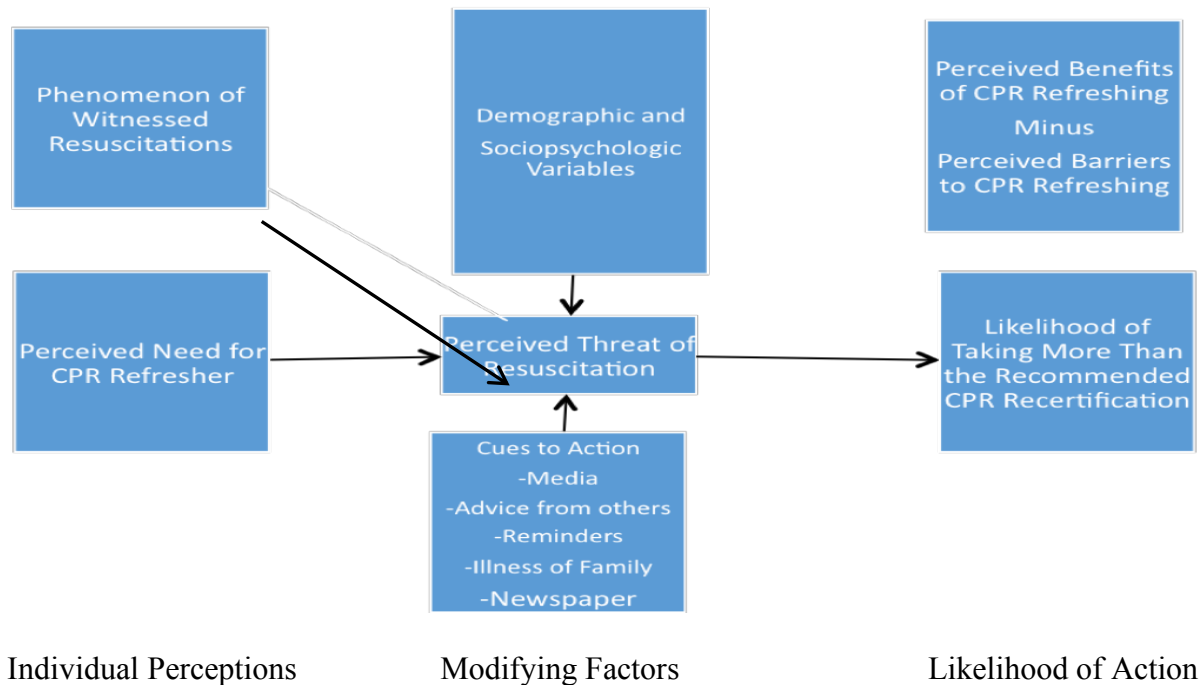 Phenomenon of
Witnessed
Resuscitations
Perceived Need for
CPR Refresher
Demographic and
Sociopsychologic
Variables
Perceived Threat of
Resuscitation
Cues to Action
-Media
-Advice from others
-Reminders
-Illness of Family
-Newspaper
Perceived Benefits
of CPR Refreshing
Minus
Perceived Barriers
to CPR Refreshing
Likelihood of
Taking More Than
the Recommended
CPR Recertification
Individual Perceptions
Modifying Factors
Likelihood of Action